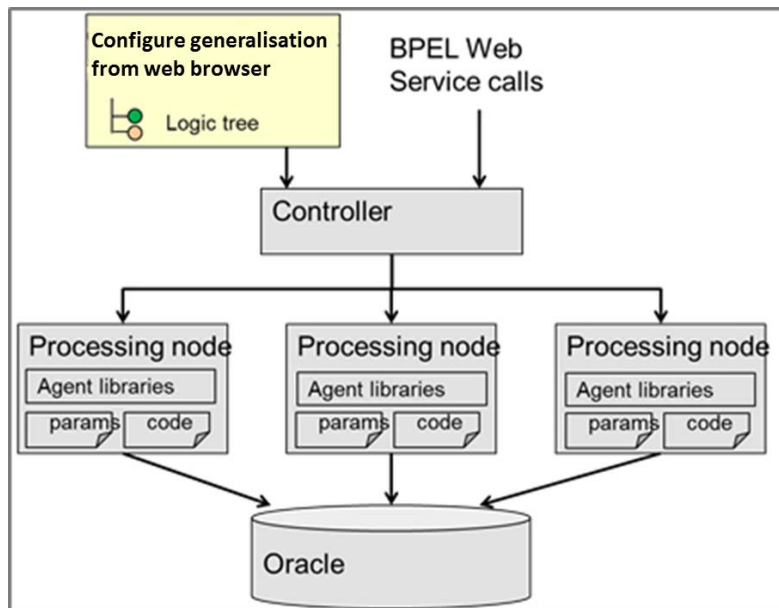 Configure generalisation
from web browser
Logic tree
BPEL Web
Service calls
Controller
Processing node
Agent libraries
params
code
Processing node
Agent libraries
params
code
Processing node
Agent libraries
params
code
Oracle